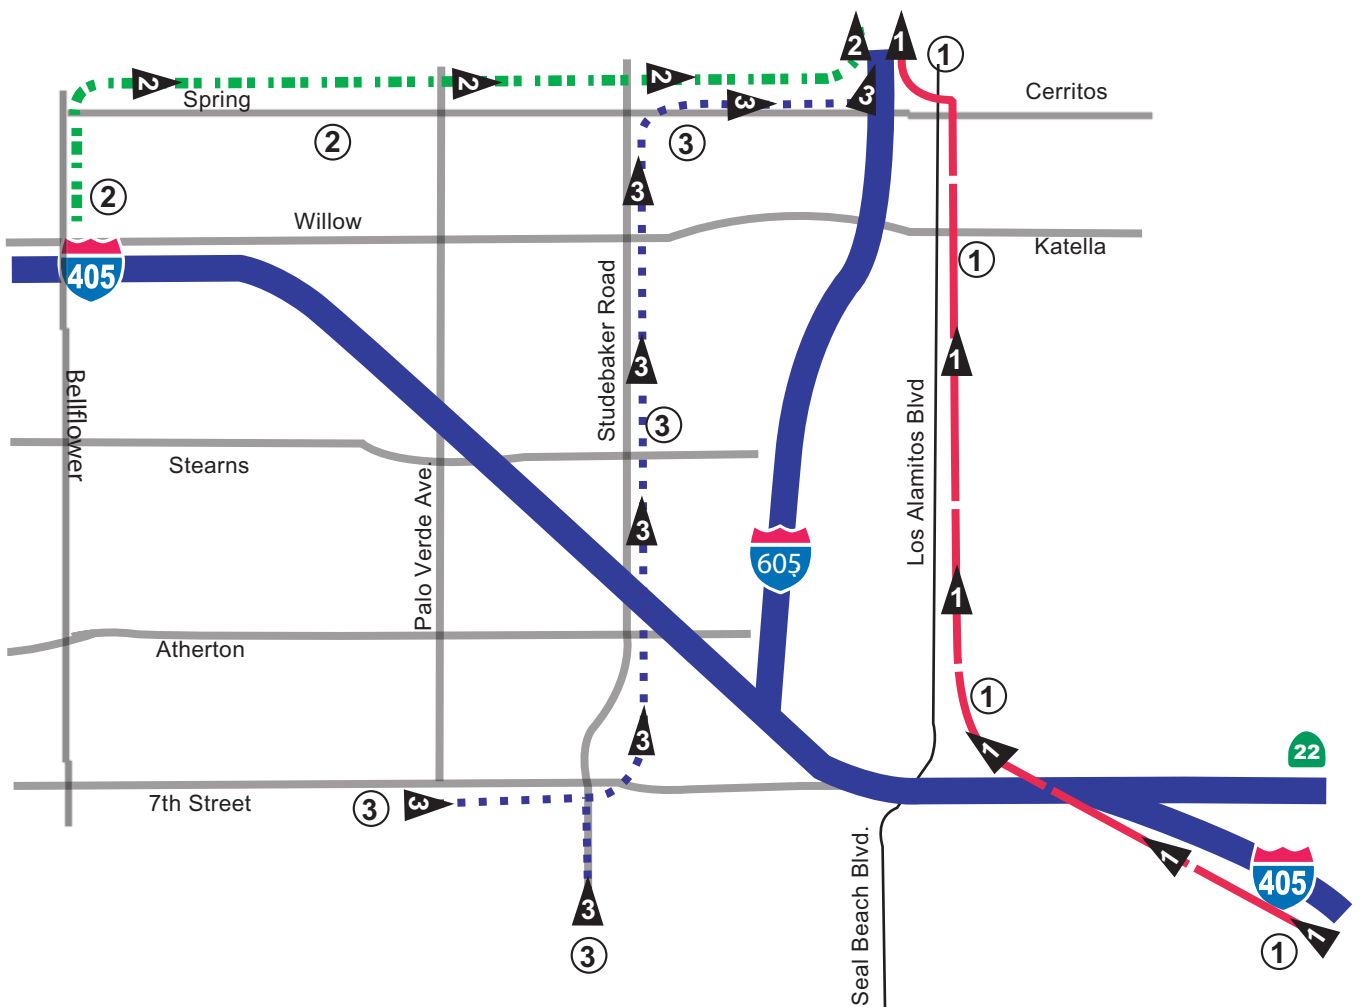 2
1
1
2
2
2
Spring
Cerritos
3
3
2
3
3
2
Willow
Katella
1
405
Studebaker Road
3
1
Bellflower
Los Alamitos Blvd
3
Stearns
Palo Verde Ave.
3
605
1
Atherton
1
3
1
22
7th Street
3
3
1
405
3
Seal Beach Blvd.
1
1
3